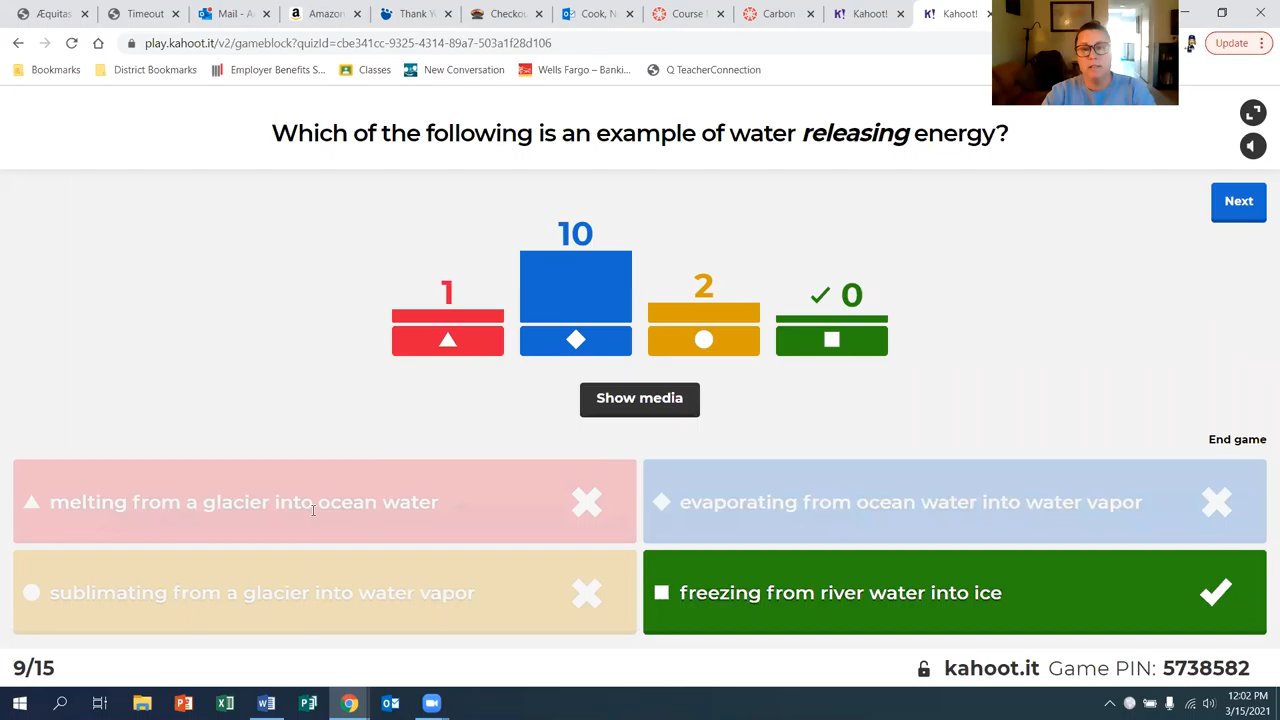 Æquitas
Timeout
Mail - A
Amazon
Thank
Checkou
Cook, N
Course
Carbon
Kahoot!
Kahoot!
play.kahoot.it/v2/gameblock?quizId=cbe341cc-9325-4314-89a7-503a1f28d106
Update
Bookmarks
District Bookmarks
Employer Benefits S...
Classes
New Conversation
Wells Fargo – Banki...
Q TeacherConnection
Which of the following is an example of water releasing energy?
Next
1
10
2
0
Show media
End game
melting from a glacier into ocean water
evaporating from ocean water into water vapor
sublimating from a glacier into water vapor
freezing from river water into ice
9/15
kahoot.it Game PIN: 5738582
12:02 PM
3/15/2021